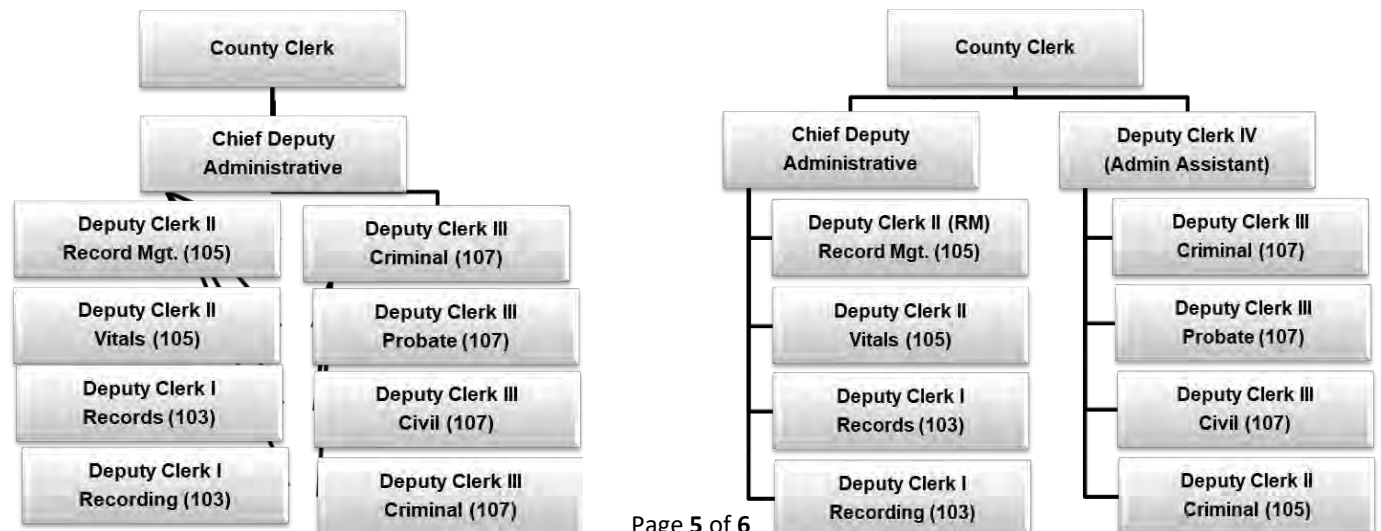 County Clerk
Chief Deputy
Administrative
Deputy Clerk II
Record Mgt. (105)
Deputy Clerk II
Vitals (105)
Deputy Clerk I
Records (103)
Deputy Clerk I
Recording (103)
Deputy Clerk III
Criminal (107)
Deputy Clerk III
Probate (107)
Deputy Clerk III
Civil (107)
Deputy Clerk III
Criminal (107)
County Clerk
Chief Deputy
Administrative
Deputy Clerk II (RM)
Record Mgt. (105)
Deputy Clerk II
Vitals (105)
Deputy Clerk I
Records (103)
Deputy Clerk I
Recording (103)
Deputy Clerk IV
(Admin Assistant)
Deputy Clerk III
Criminal (107)
Deputy Clerk III
Probate (107)
Deputy Clerk III
Civil (107)
Deputy Clerk II
Criminal (105)
Page 5 of 6